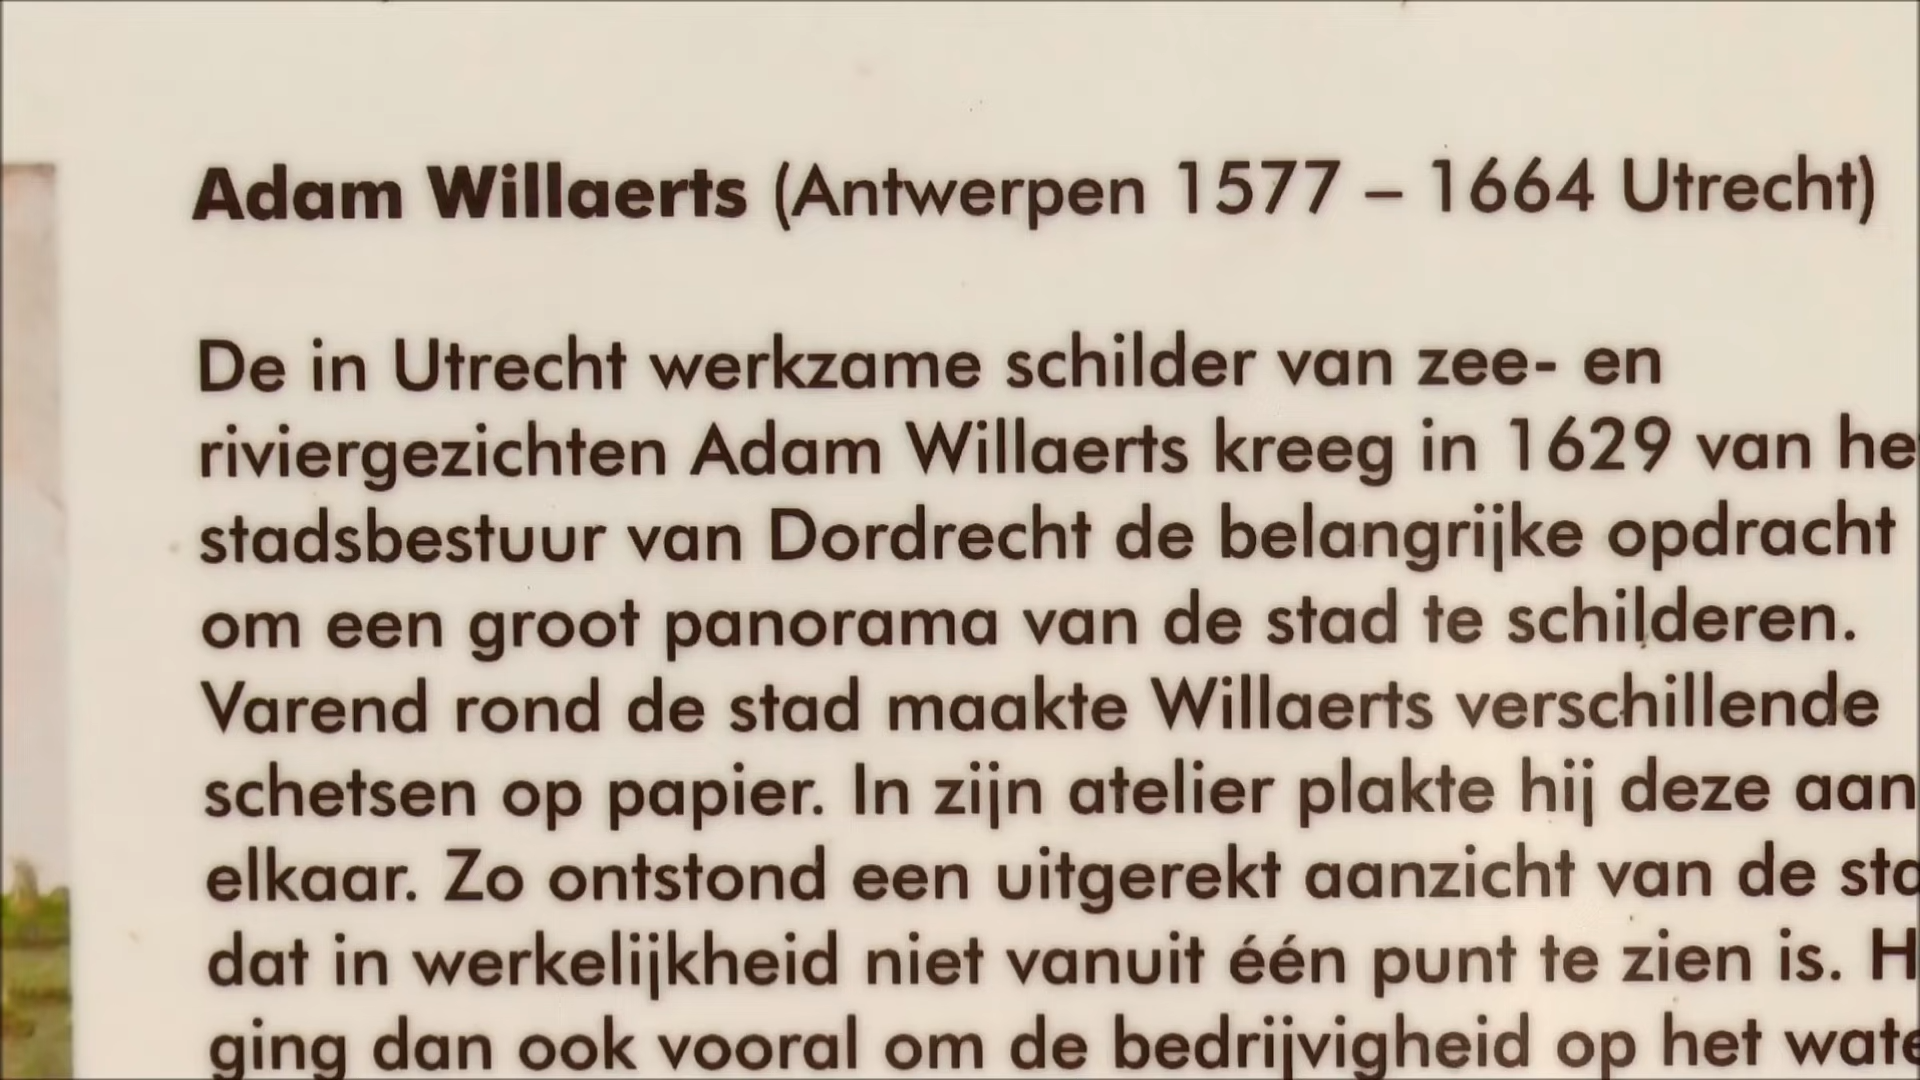 Adam Willaerts (Antwerpen 1577 – 1664 Utrecht)
De in Utrecht werkzame schilder van zee- en
riviergezichten Adam Willaerts kreeg in 1629 van
stadsbestuur van Dordrecht de belangrijke opdracht
om een groot panorama van de stad te schilderen.
Varend rond de stad maakte Willaerts verschillende
schetsen op papier. In zijn atelier plakte hij deze aan
elkaar. Zo ontstond een uitgerekt aanzicht van de
dat in werkelijkheid niet vanuit één punt te zien is.
ging dan ook vooral om de bedrijvigheid op het